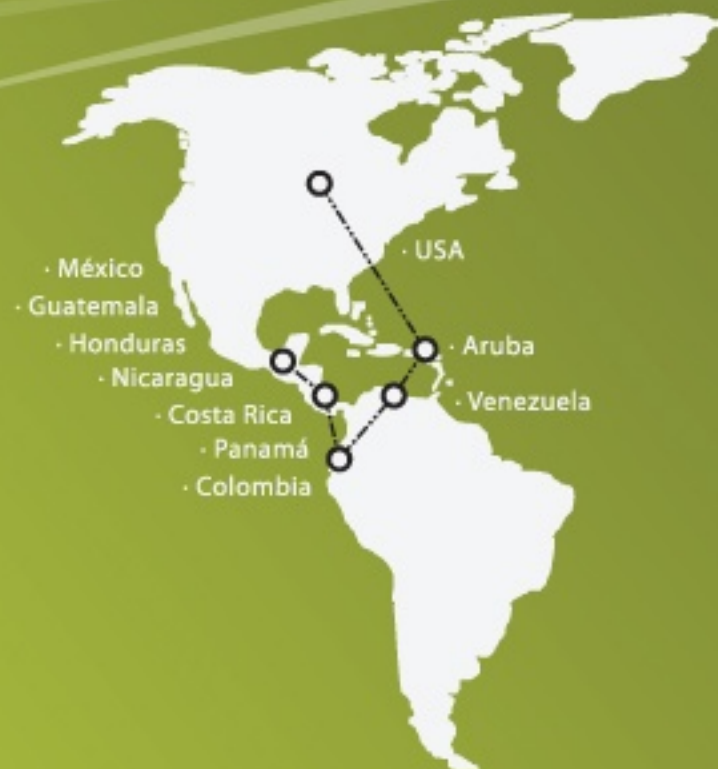 · USA
· México
· Guatemala
· Honduras
· Aruba
· Nicaragua
· Venezuela
· Costa Rica
· Panamá
· Colombia